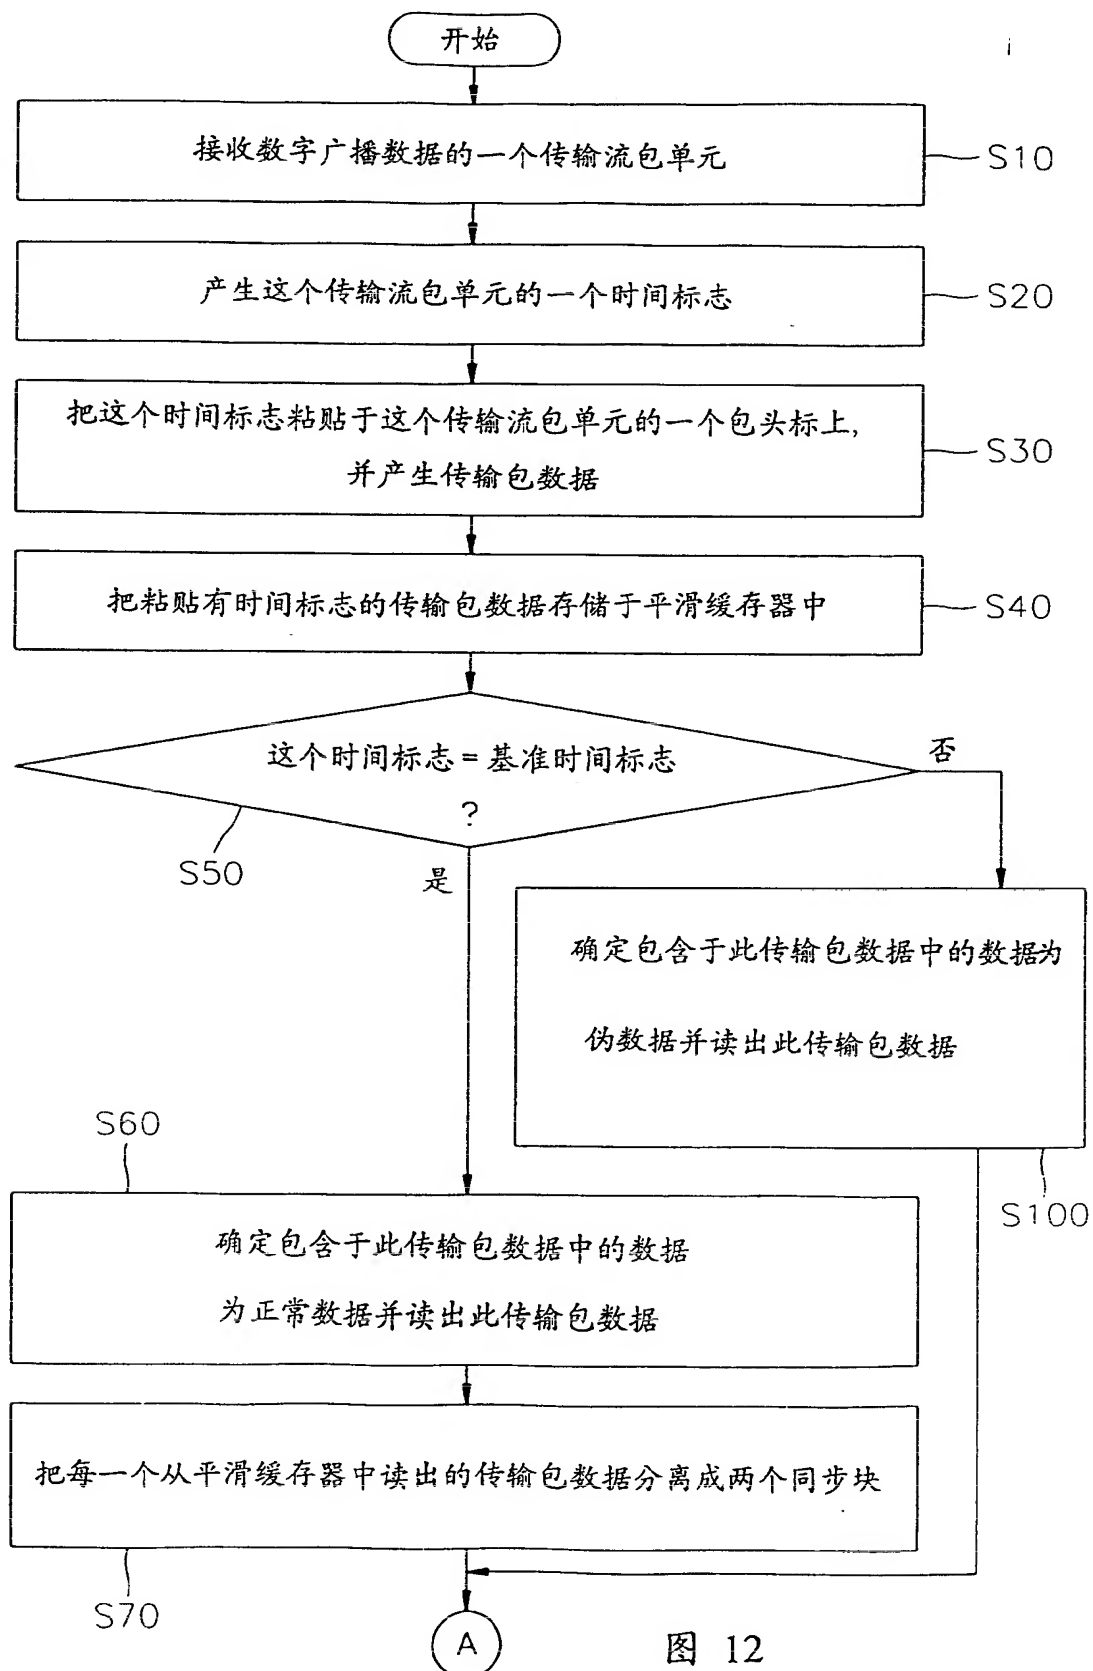 开始
接收数字广播数据的一个传输流包单元
S10
产生这个传输流包单元的一个时间标志
S20
把这个时间标志粘贴于这个传输流包单元的一个包头标上,
并产生传输包数据
S30
把粘贴有时间标志的传输包数据存储于平滑缓存器中
S40
这个时间标志=基准时间标志
?
否
S50
是
确定包含于此传输包数据中的数据为
伪数据并读出此传输包数据
S100
S60
确定包含于此传输包数据中的数据
为正常数据并读出此传输包数据
把每一个从平滑缓存器中读出的传输包数据分离成两个同步块
S70
A
图 12